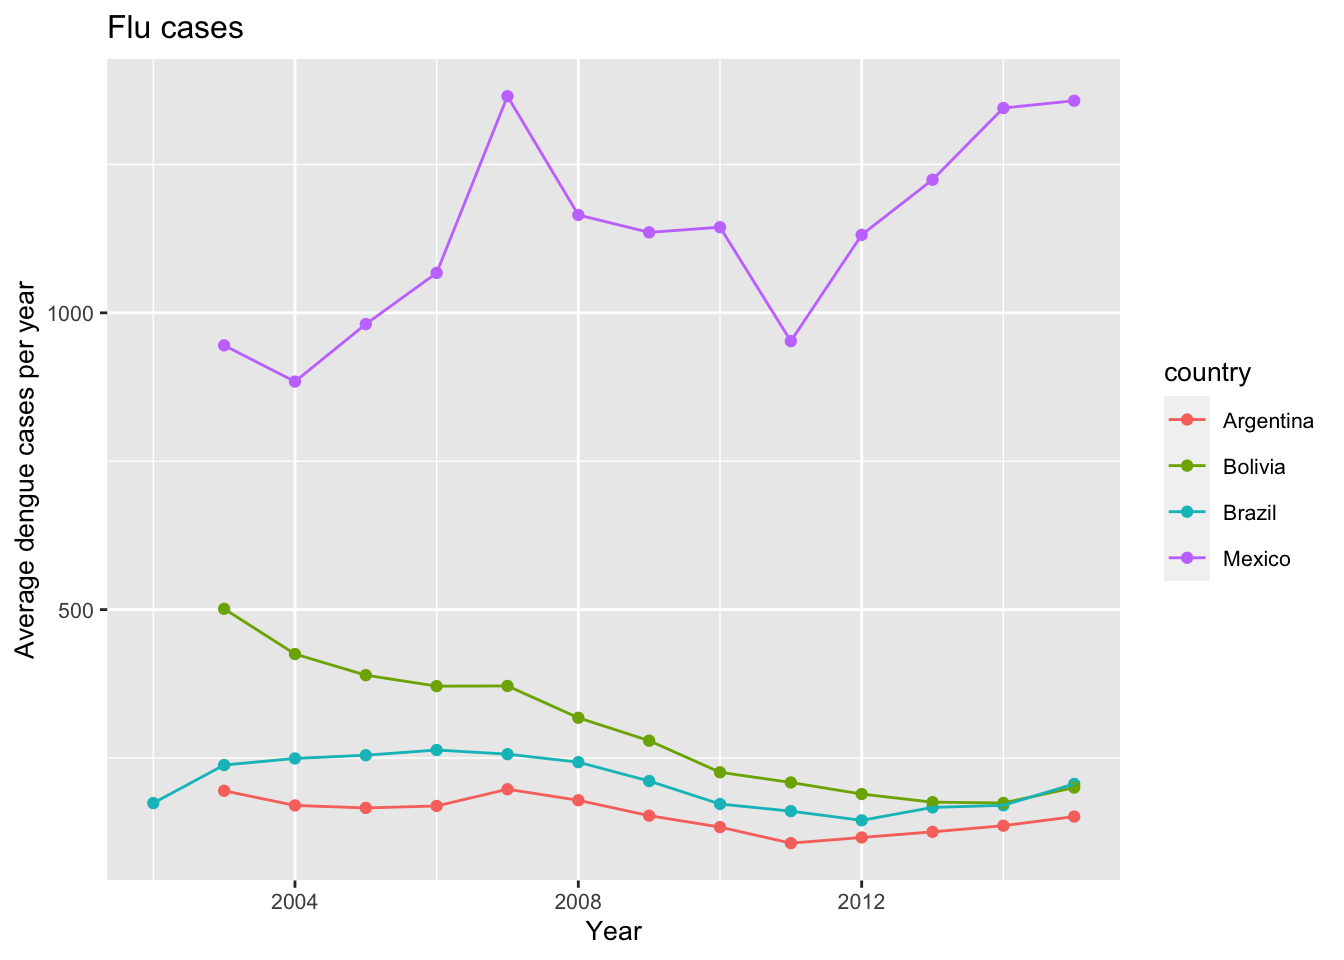 Flu cases
Average dengue cases per year
1000
500
2004
2008
2012
Year
country
Argentina
Bolivia
Brazil
Mexico